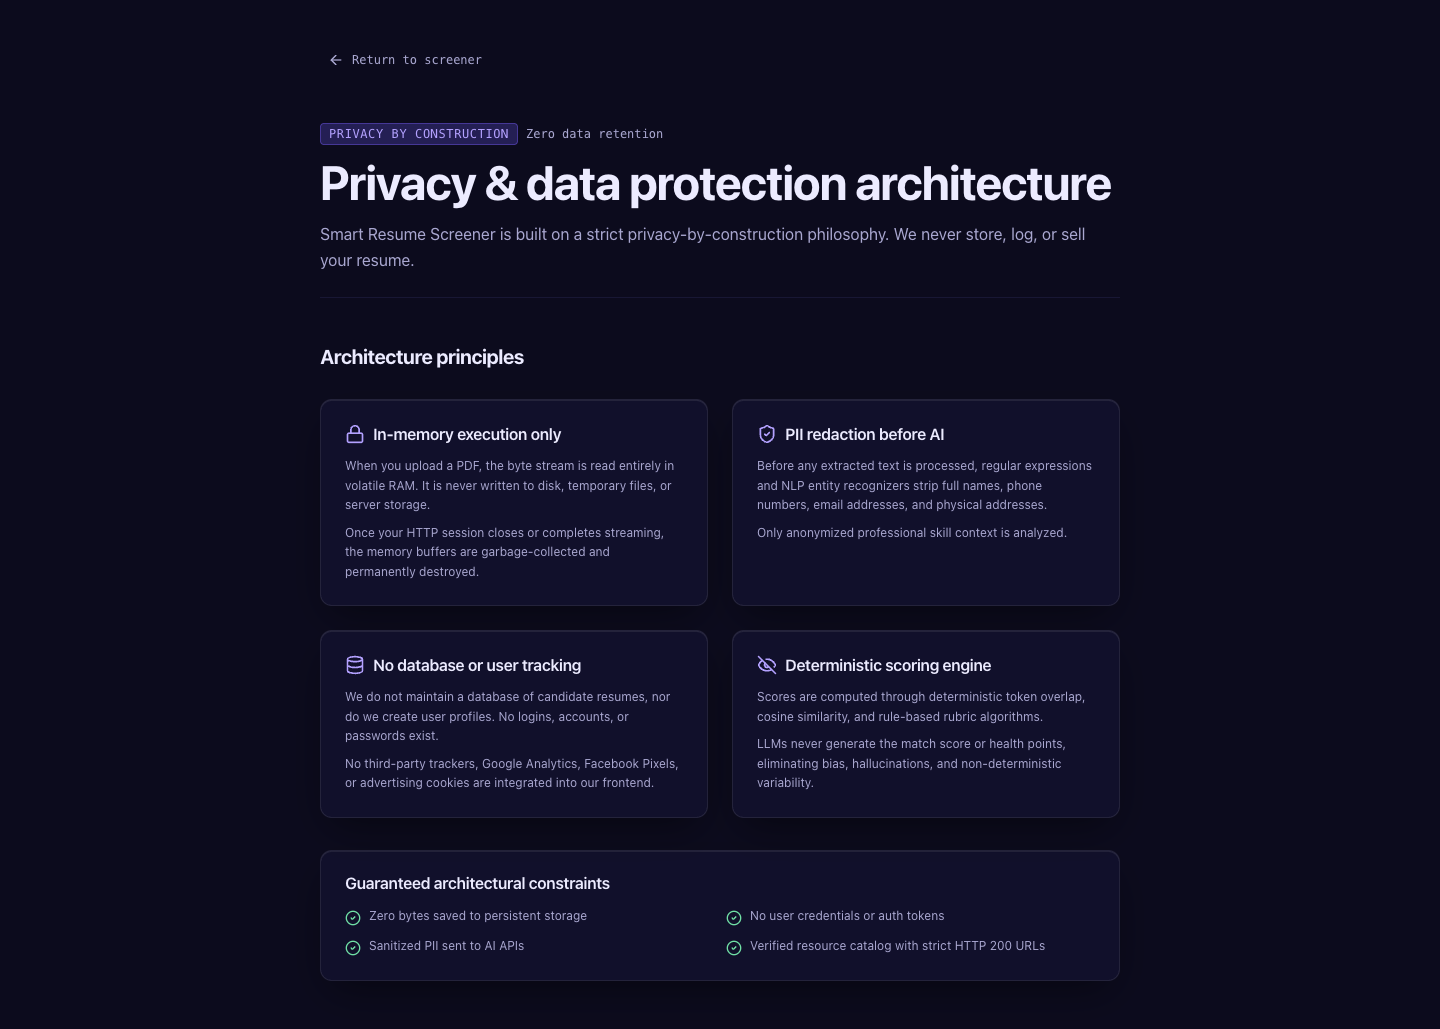 Return to screener
PRIVACY BY CONSTRUCTION Zero data retention
Privacy & data protection architecture
Smart Resume Screener is built on a strict privacy-by-construction philosophy. We never store, log, or sell
your resume.
Architecture principles
In-memory execution only
When you upload a PDF, the byte stream is read entirely in
volatile RAM. It is never written to disk, temporary files, or
server storage.
Once your HTTP session closes or completes streaming,
the memory buffers are garbage-collected and
permanently destroyed.
PII redaction before AI
Before any extracted text is processed, regular expressions
and NLP entity recognizers strip full names, phone
numbers, email addresses, and physical addresses.
Only anonymized professional skill context is analyzed.
No database or user tracking
We do not maintain a database of candidate resumes, nor
do we create user profiles. No logins, accounts, or
passwords exist.
No third-party trackers, Google Analytics, Facebook Pixels,
or advertising cookies are integrated into our frontend.
Deterministic scoring engine
Scores are computed through deterministic token overlap,
cosine similarity, and rule-based rubric algorithms.
LLMs never generate the match score or health points,
eliminating bias, hallucinations, and non-deterministic
variability.
Guaranteed architectural constraints
Zero bytes saved to persistent storage
No user credentials or auth tokens
Sanitized PII sent to AI APIs
Verified resource catalog with strict HTTP 200 URLs